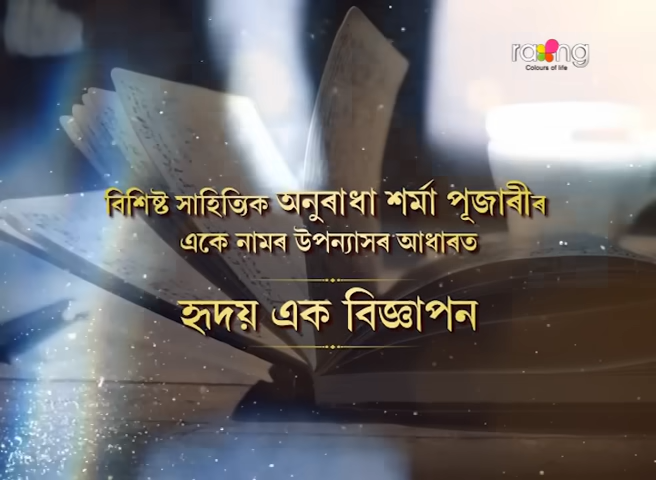 rang
Colours of life
বিশিষ্ট সাহিত্যিক অনুৰাধা শৰ্মা পূজাৰীৰ
একে নামৰ উপন্যাসৰ আধাৰত
হৃদয় এক বিজ্ঞাপন